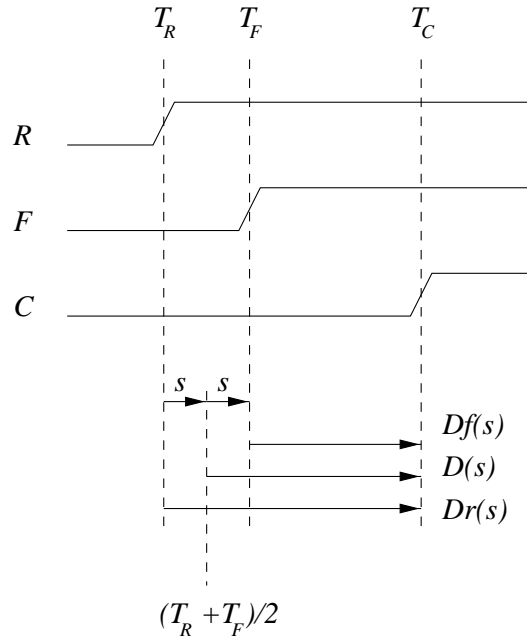 T_R T_F T_C
R
F
C
s s
Df(s)
D(s)
Dr(s)
(T_R +T_F)/2